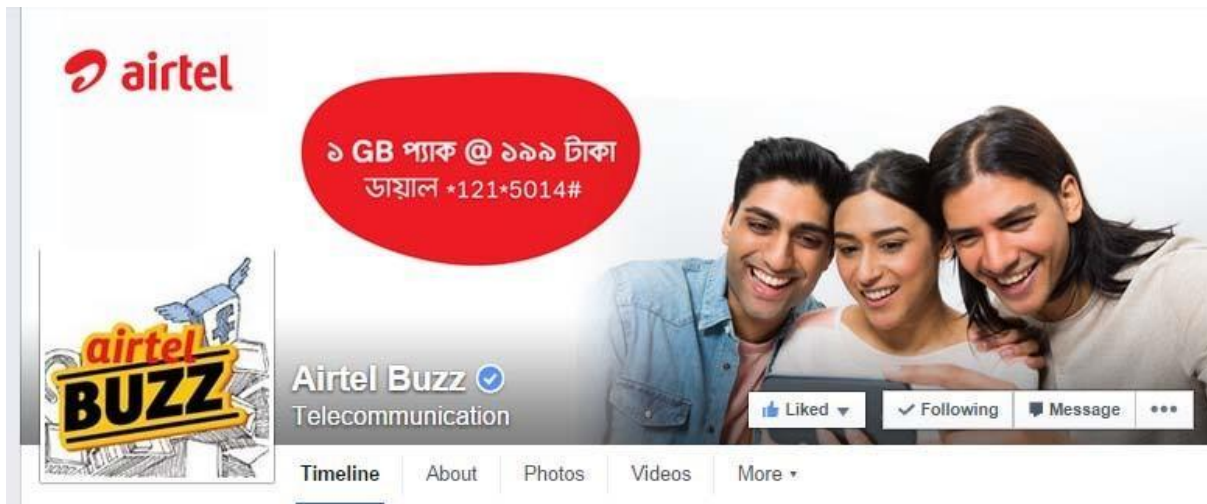 airtel
১ GB প্যাক @ ১৯৯ টাকা
ডায়াল *121*5014#
f
airtel
BUZZ
Airtel Buzz
Telecommunication
Liked
Following
Message
Timeline About Photos Videos More